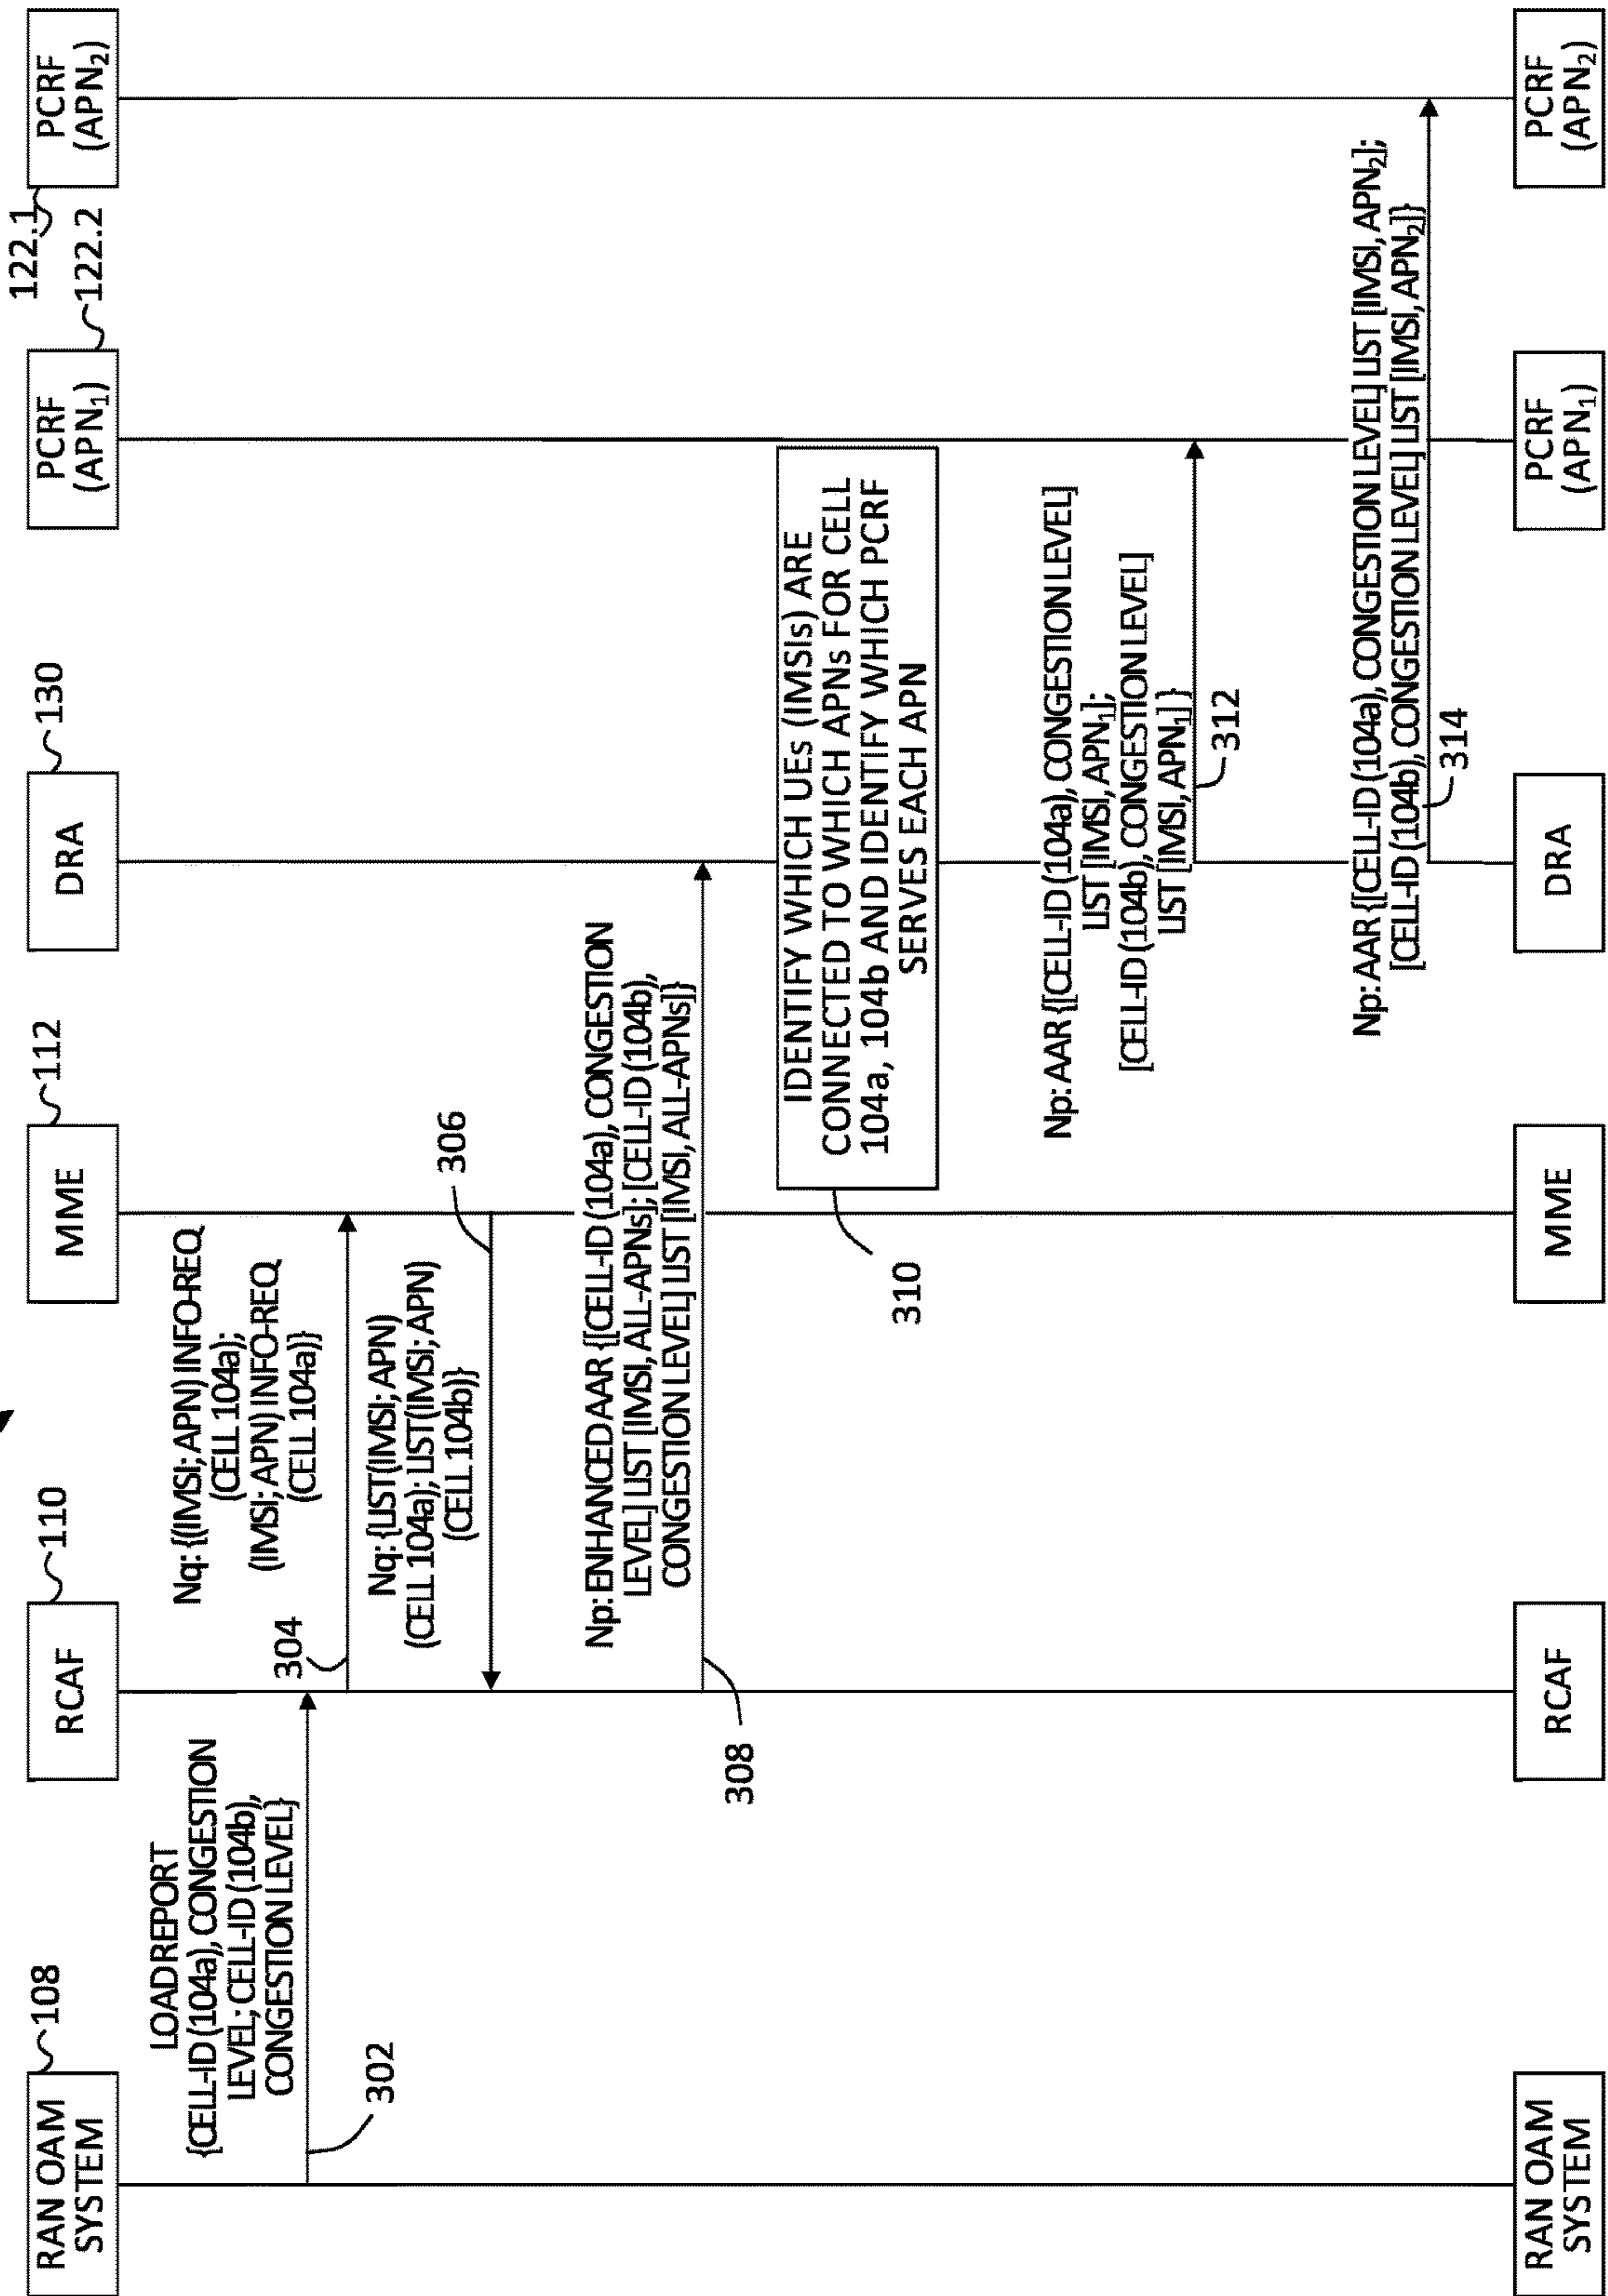 RAN OAM
SYSTEM
108
RCAF
110
MME
112
DRA
130
PCRF
(APN₁)
122.2
PCRF
(APN₂)
122.1
LOAD REPORT
{CELL-ID (104a), CONGESTION
LEVEL; CELL-ID (104b),
CONGESTION LEVEL}
302
Nq: {(IMSI; APN) INFO-REQ
(CELL 104a);
(IMSI; APN) INFO-REQ
(CELL 104a)}
304
Nq: {LIST(IMSI; APN)
(CELL 104a); LIST(IMSI; APN)
(CELL 104b)}
306
Np: ENHANCED AAR {[CELL-ID (104a), CONGESTION
LEVEL] LIST [IMSI, ALL-APNs]; [CELL-ID (104b),
CONGESTION LEVEL] LIST [IMSI, ALL-APNs]}
308
IDENTIFY WHICH UEs (IMSIs) ARE
CONNECTED TO WHICH APNs FOR CELL
104a, 104b AND IDENTIFY WHICH PCRF
SERVES EACH APN
310
Np: AAR {[CELL-ID (104a), CONGESTION LEVEL]
LIST [IMSI, APN₁];
[CELL-ID (104b), CONGESTION LEVEL]
LIST [IMSI, APN₁] }
312
Np: AAR {[CELL-ID (104a), CONGESTION LEVEL] LIST [IMSI, APN₂];
[CELL-ID (104b), CONGESTION LEVEL] LIST [IMSI, APN₂]}
314
RAN OAM
SYSTEM
RCAF
MME
DRA
PCRF
(APN₁)
PCRF
(APN₂)